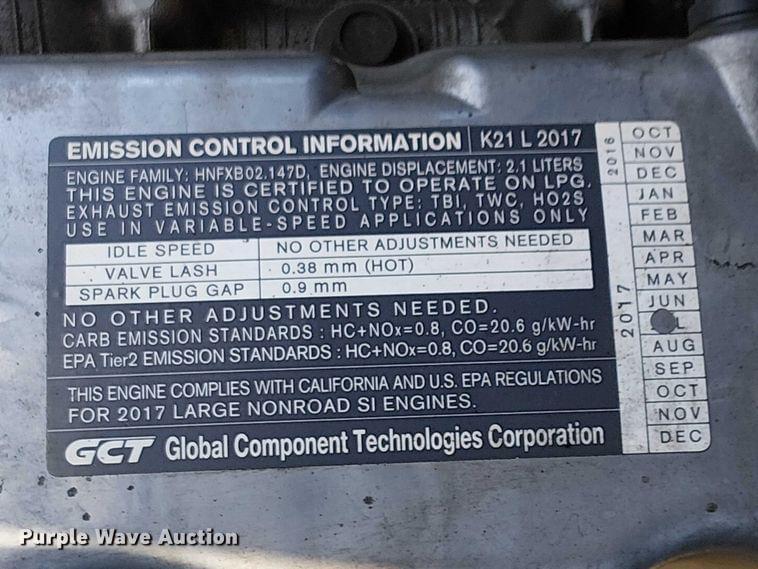 EMISSION CONTROL INFORMATION K21 L 2017
ENGINE FAMILY: HNFXB02.147D, ENGINE DISPLACEMENT: 2.1 LITERS
THIS ENGINE IS CERTIFIED TO OPERATE ON LPG.
EXHAUST EMISSION CONTROL TYPE: TBI, TWC, HO2S
USE IN VARIABLE-SPEED APPLICATIONS ONLY
IDLE SPEED NO OTHER ADJUSTMENTS NEEDED
VALVE LASH 0.38 mm (HOT)
SPARK PLUG GAP 0.9 mm
NO OTHER ADJUSTMENTS NEEDED.
CARB EMISSION STANDARDS : HC+NOx=0.8, CO=20.6 g/kW-hr
EPA Tier2 EMISSION STANDARDS : HC+NOx=0.8, CO=20.6 g/kW-hr
THIS ENGINE COMPLIES WITH CALIFORNIA AND U.S. EPA REGULATIONS
FOR 2017 LARGE NONROAD SI ENGINES.
GCT Global Component Technologies Corporation
2016
OCT
NOV
DEC
2017
JAN
FEB
MAR
APR
MAY
JUN
AUG
SEP
OCT
NOV
DEC
Purple Wave Auction